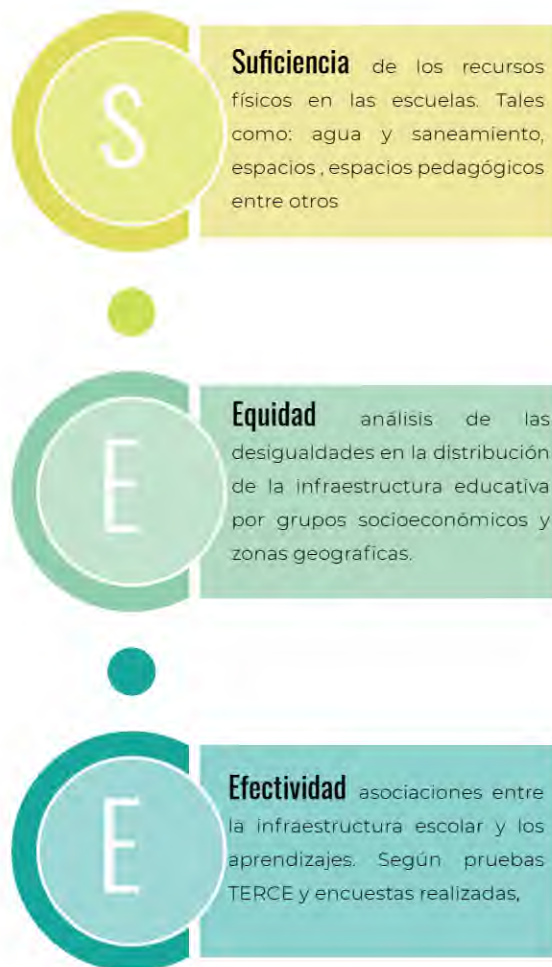 S
Suficiencia de los recursos
físicos en las escuelas. Tales
como: agua y saneamiento,
espacios , espacios pedagógicos
entre otros
E
Equidad análisis de las
desigualdades en la distribución
de la infraestructura educativa
por grupos socioeconómicos y
zonas geograficas.
E
Efectividad asociaciones entre
la infraestructura escolar y los
aprendizajes. Según pruebas
TERCE y encuestas realizadas,